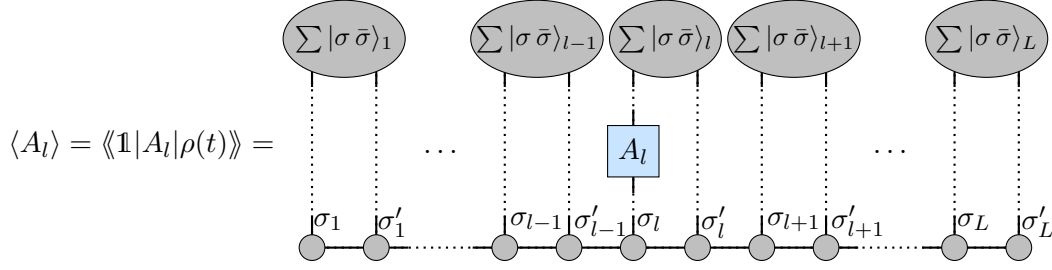 ∑ |σ σ̄⟩₁ ∑ |σ σ̄⟩ₗ₋₁ ∑ |σ σ̄⟩ₗ ∑ |σ σ̄⟩ₗ₊₁ ∑ |σ σ̄⟩_L
⟨Aₗ⟩ = ⟪𝟙|Aₗ|ρ(t)⟫ = ... Aₗ ...
σ₁ σ′₁ σₗ₋₁ σ′ₗ₋₁ σₗ σ′ₗ σₗ₊₁ σ′ₗ₊₁ σ_L σ′_L